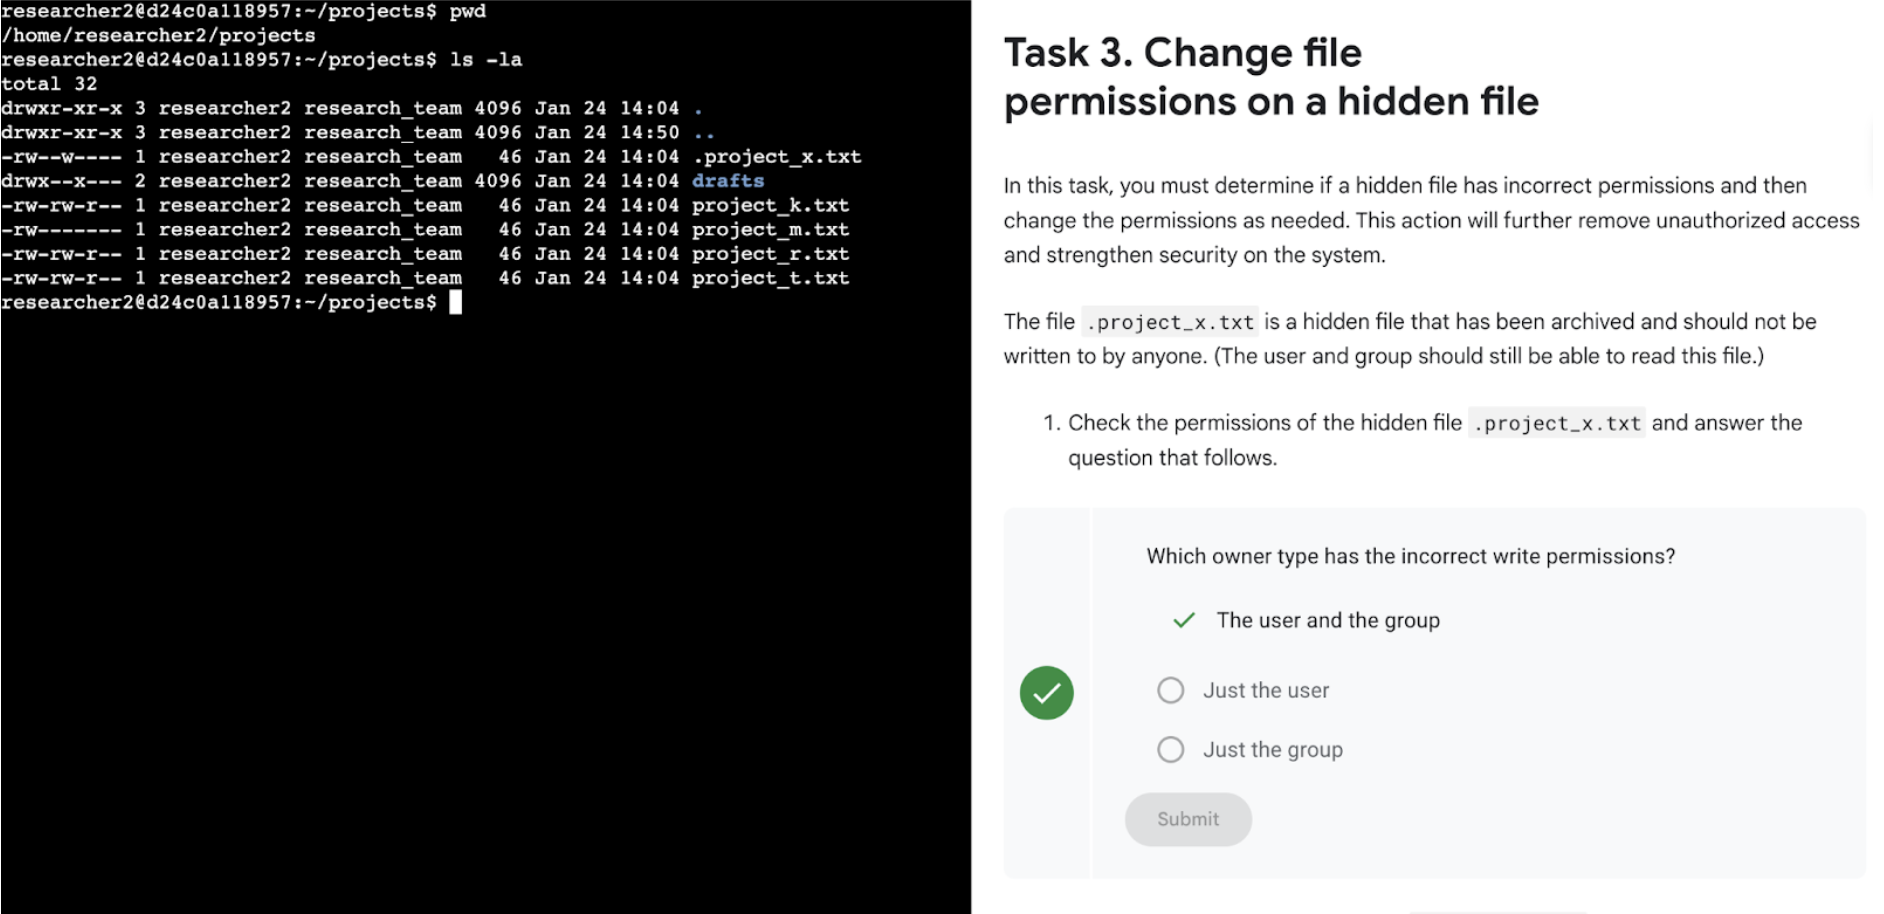 researcher2@d24c0a118957:~/projects$ pwd
/home/researcher2/projects
researcher2@d24c0a118957:~/projects$ ls -la
total 32
drwxr-xr-x 3 researcher2 research_team 4096 Jan 24 14:04 .
drwxr-xr-x 3 researcher2 research_team 4096 Jan 24 14:50 ..
-rw--w---- 1 researcher2 research_team   46 Jan 24 14:04 .project_x.txt
drwx--x--- 2 researcher2 research_team 4096 Jan 24 14:04 drafts
-rw-rw-r-- 1 researcher2 research_team   46 Jan 24 14:04 project_k.txt
-rw------- 1 researcher2 research_team   46 Jan 24 14:04 project_m.txt
-rw-rw-r-- 1 researcher2 research_team   46 Jan 24 14:04 project_r.txt
-rw-rw-r-- 1 researcher2 research_team   46 Jan 24 14:04 project_t.txt
researcher2@d24c0a118957:~/projects$
Task 3. Change file
permissions on a hidden file
In this task, you must determine if a hidden file has incorrect permissions and then
change the permissions as needed. This action will further remove unauthorized access
and strengthen security on the system.
The file .project_x.txt is a hidden file that has been archived and should not be
written to by anyone. (The user and group should still be able to read this file.)
1. Check the permissions of the hidden file .project_x.txt and answer the
question that follows.
Which owner type has the incorrect write permissions?
The user and the group
Just the user
Just the group
Submit